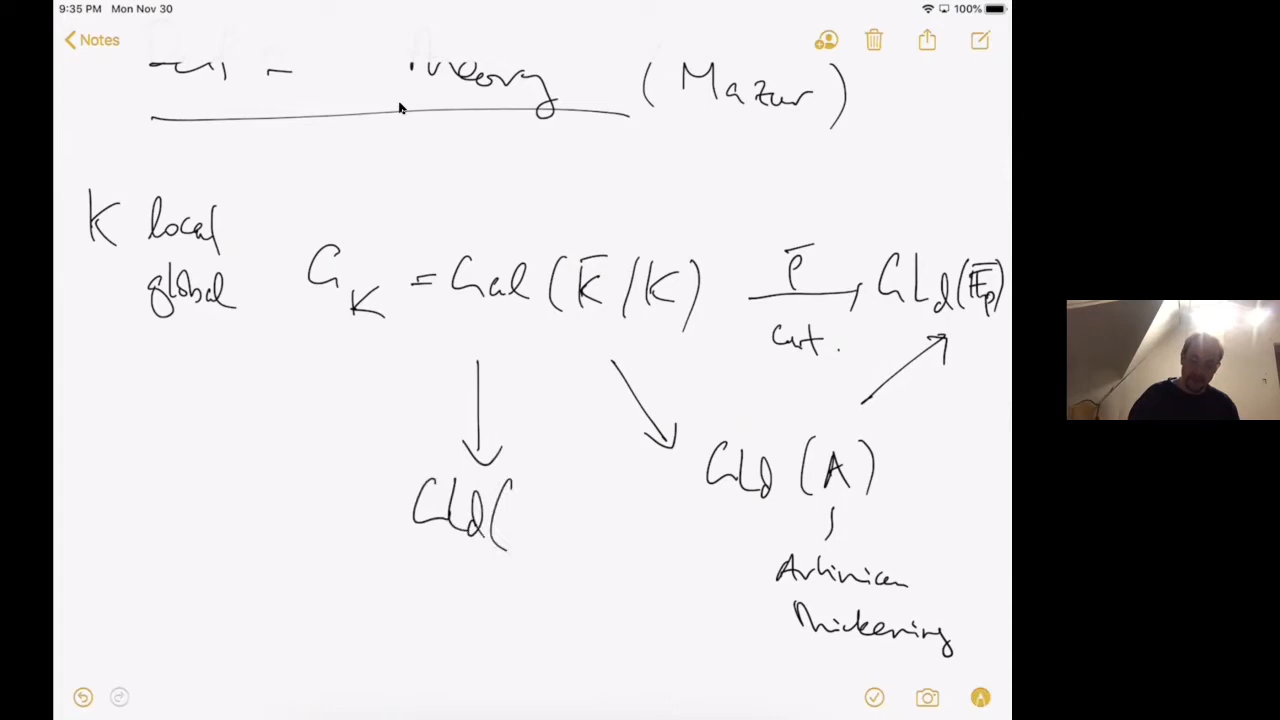 9:35 PM Mon Nov 30
100%
Notes
Theory (Mazur)
K local
global
G_K = Gal(K̄/K) ρ̄ GL_d(F̄_p)
cont.
GL_d(A)
GL_d(
Artinian
thickening